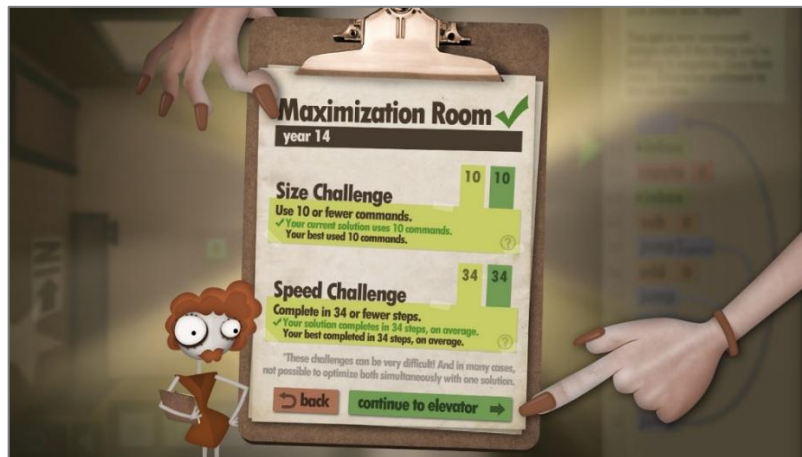 Maximization Room
year 14
10 10
Size Challenge
Use 10 or fewer commands.
✓Your current solution uses 10 commands.
Your best used 10 commands.
?
34 34
Speed Challenge
Complete in 34 or fewer steps.
✓Your solution completes in 34 steps, on average.
Your best completed in 34 steps, on average.
?
*These challenges can be very difficult! And in many cases,
not possible to optimize both simultaneously with one solution.
back
continue to elevator
IN